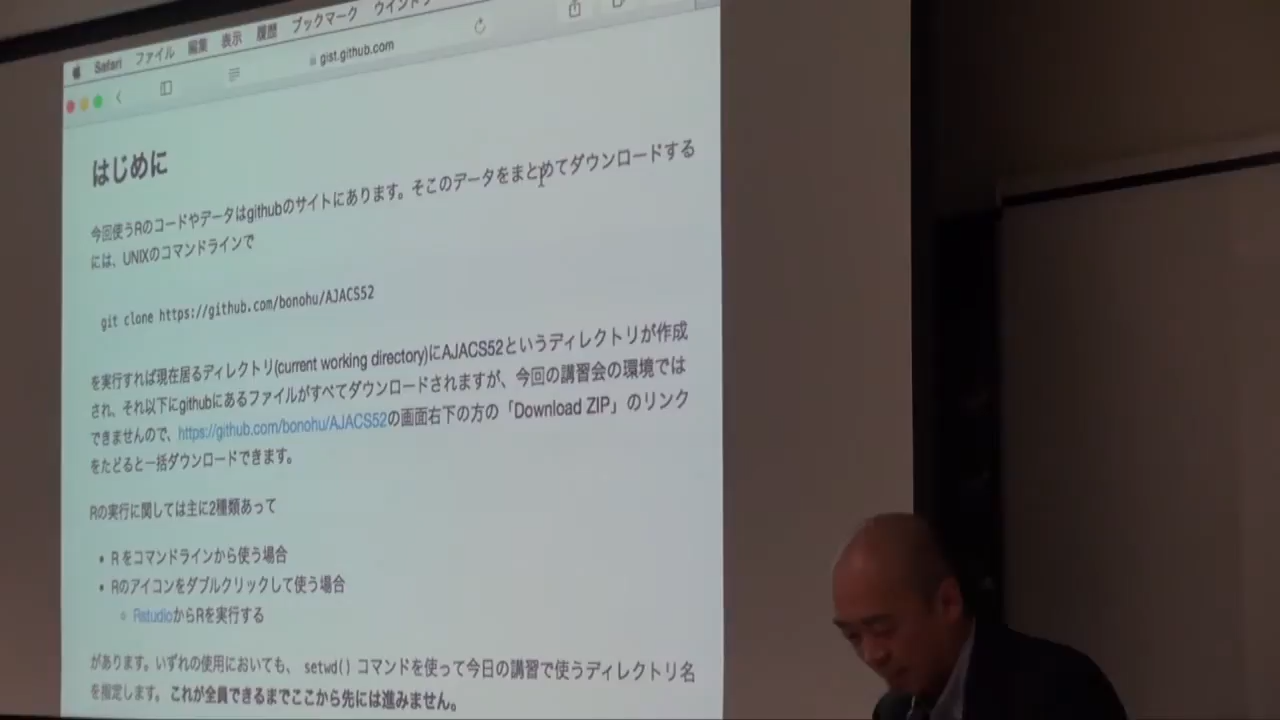 Safari ファイル 編集 表示 履歴 ブックマーク
gist.github.com
はじめに
今回使うRのコードやデータはgithubのサイトにあります。そこのデータをまとめてダウンロードする
には、UNIXのコマンドラインで
git clone https://github.com/bonohu/AJACS52
を実行すれば現在居るディレクトリ(current working directory)にAJACS52というディレクトリが作成
され、それ以下にgithubにあるファイルがすべてダウンロードされますが、今回の講習会の環境では
できませんので、https://github.com/bonohu/AJACS52の画面右下の方の「Download ZIP」のリンク
をたどると一括ダウンロードできます。
Rの実行に関しては主に2種類あって
• R をコマンドラインから使う場合
• Rのアイコンをダブルクリックして使う場合
◦ RstudioからRを実行する
があります。いずれの使用においても、 setwd() コマンドを使って今日の講習で使うディレクトリ名
を指定します。これが全員できるまでここから先には進みません。